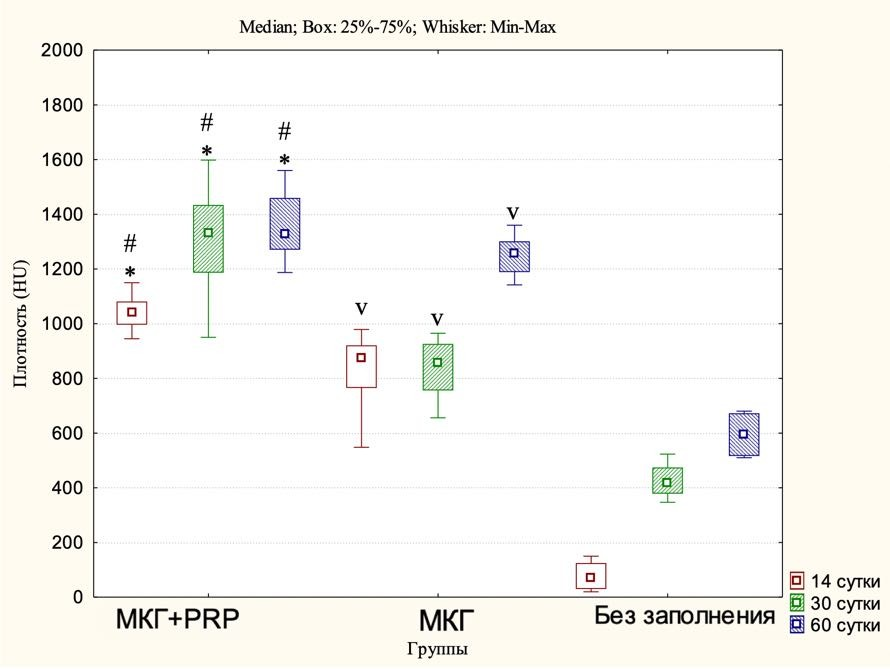 Median; Box: 25%-75%; Whisker: Min-Max
2000
1800
1600
1400
1200
1000
800
600
400
200
0
Плотность (HU)
#
*
#
*
#
*
v
v
v
МКГ+PRP
МКГ
Без заполнения
Группы
14 сутки
30 сутки
60 сутки